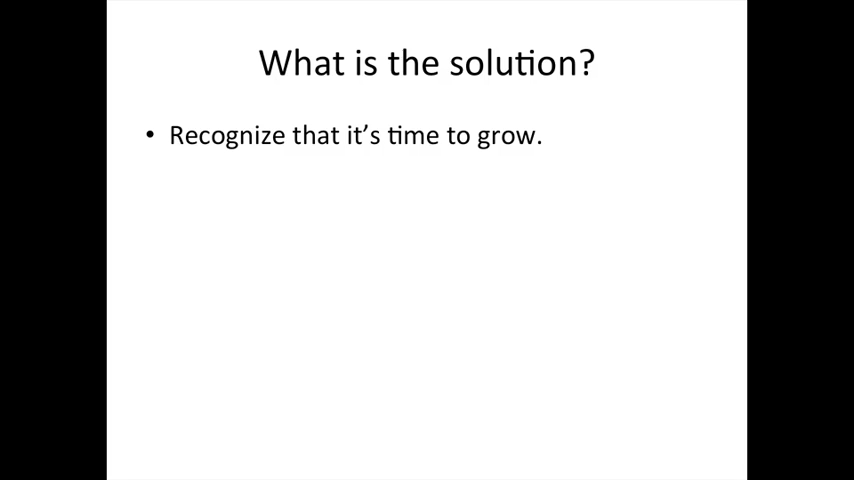 What is the solution?
• Recognize that it’s time to grow.